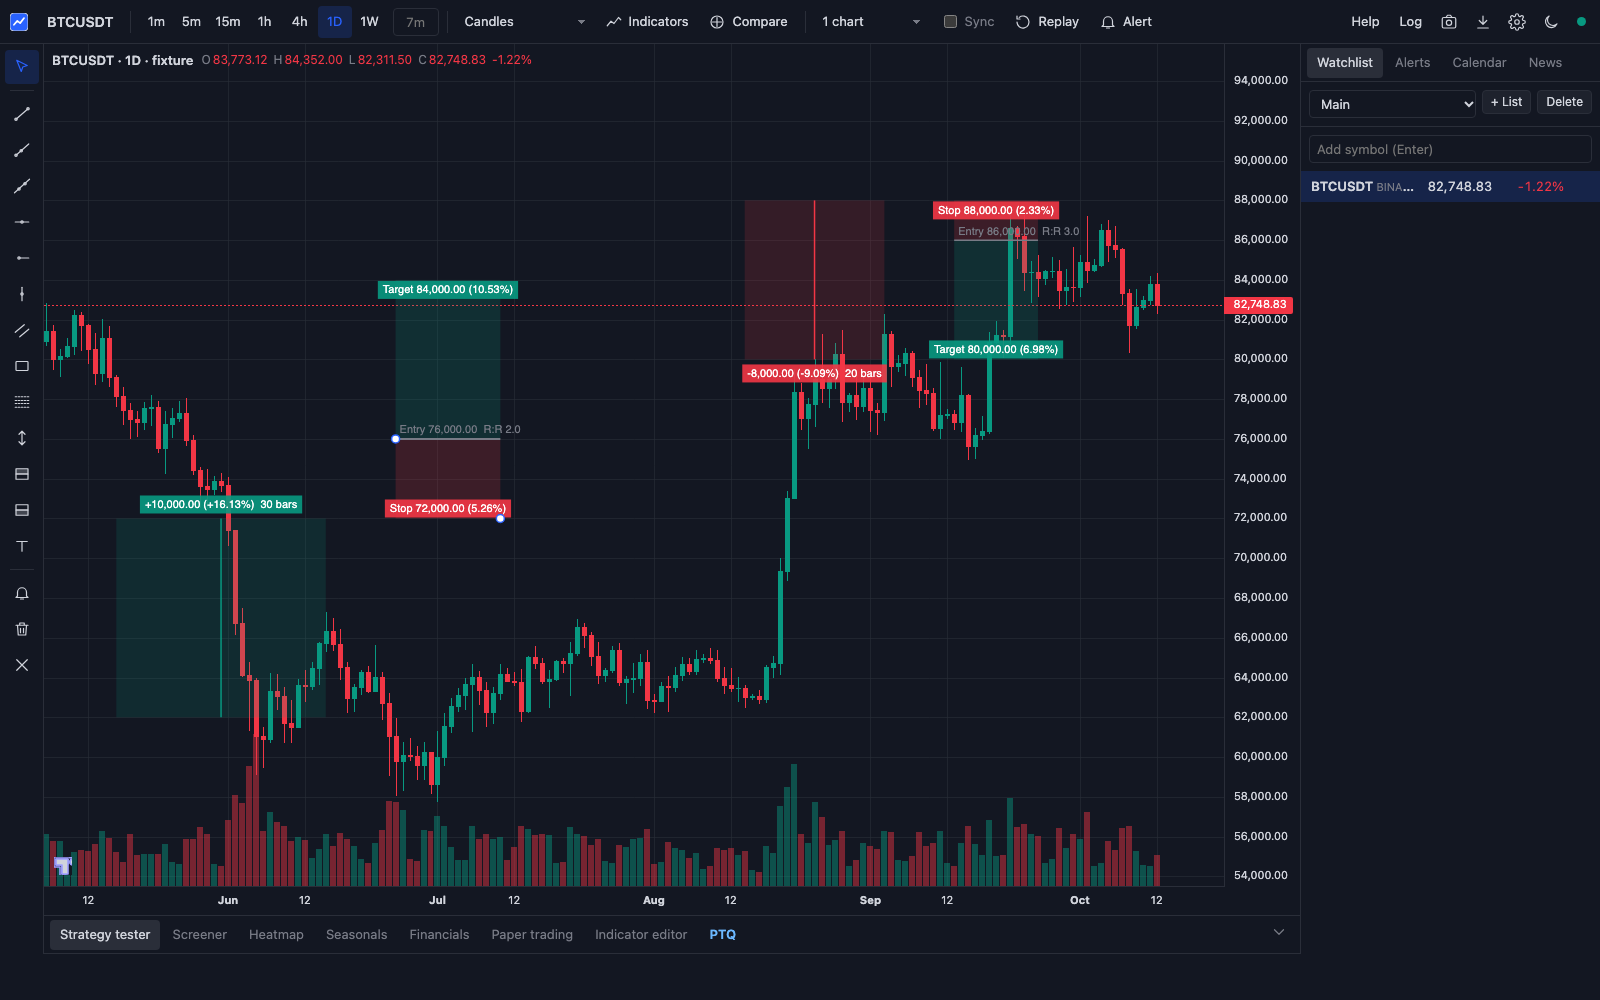 BTCUSDT 1m 5m 15m 1h 4h 1D 1W 7m Candles Indicators Compare 1 chart Sync Replay Alert Help Log
BTCUSDT · 1D · fixture O83,773.12 H84,352.00 L82,311.50 C82,748.83 -1.22%
Watchlist Alerts Calendar News
Main + List Delete
Add symbol (Enter)
BTCUSDT BINA... 82,748.83 -1.22%
94,000.00
92,000.00
90,000.00
88,000.00
86,000.00
84,000.00
82,748.83
82,000.00
80,000.00
78,000.00
76,000.00
74,000.00
72,000.00
70,000.00
68,000.00
66,000.00
64,000.00
62,000.00
60,000.00
58,000.00
56,000.00
54,000.00
Stop 88,000.00 (2.33%)
Entry 86,000.00 R:R 3.0
Target 80,000.00 (6.98%)
-8,000.00 (-9.09%) 20 bars
Target 84,000.00 (10.53%)
Entry 76,000.00 R:R 2.0
Stop 72,000.00 (5.26%)
+10,000.00 (+16.13%) 30 bars
12 Jun 12 Jul 12 Aug 12 Sep 12 Oct 12
Strategy tester Screener Heatmap Seasonals Financials Paper trading Indicator editor PTQ